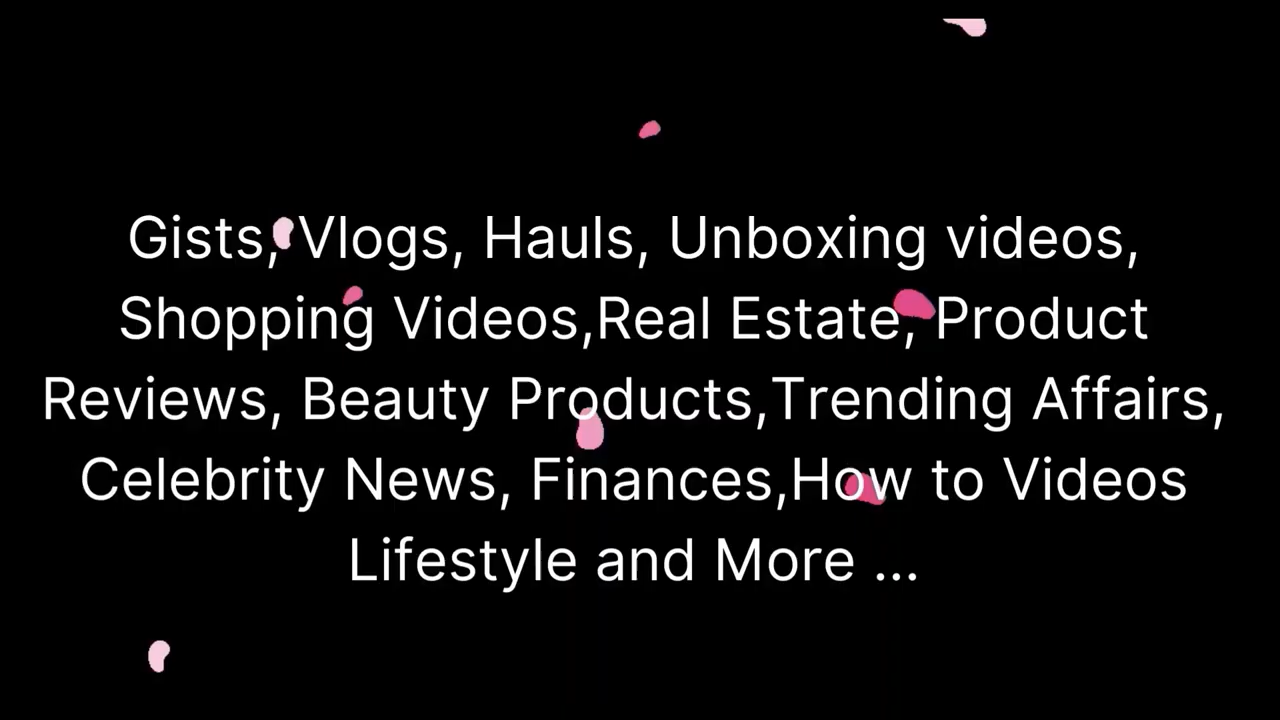 Gists, Vlogs, Hauls, Unboxing videos,
Shopping Videos,Real Estate, Product
Reviews, Beauty Products,Trending Affairs,
Celebrity News, Finances,How to Videos
Lifestyle and More ...